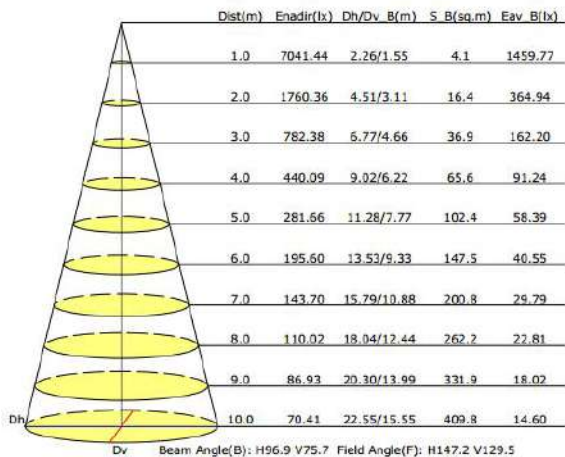 Dist(m) Enadir(lx) Dh/Dv_B(m) S_B(sq.m) Eav_B(lx)
1.0 7041.44 2.26/1.55 4.1 1459.77
2.0 1760.36 4.51/3.11 16.4 364.94
3.0 782.38 6.77/4.66 36.9 162.20
4.0 440.09 9.02/6.22 65.6 91.24
5.0 281.66 11.28/7.77 102.4 58.39
6.0 195.60 13.53/9.33 147.5 40.55
7.0 143.70 15.79/10.88 200.8 29.79
8.0 110.02 18.04/12.44 262.2 22.81
9.0 86.93 20.30/13.99 331.9 18.02
Dh 10.0 70.41 22.55/15.55 409.8 14.60
Dv Beam Angle(B): H96.9 V75.7 Field Angle(F): H147.2 V129.5